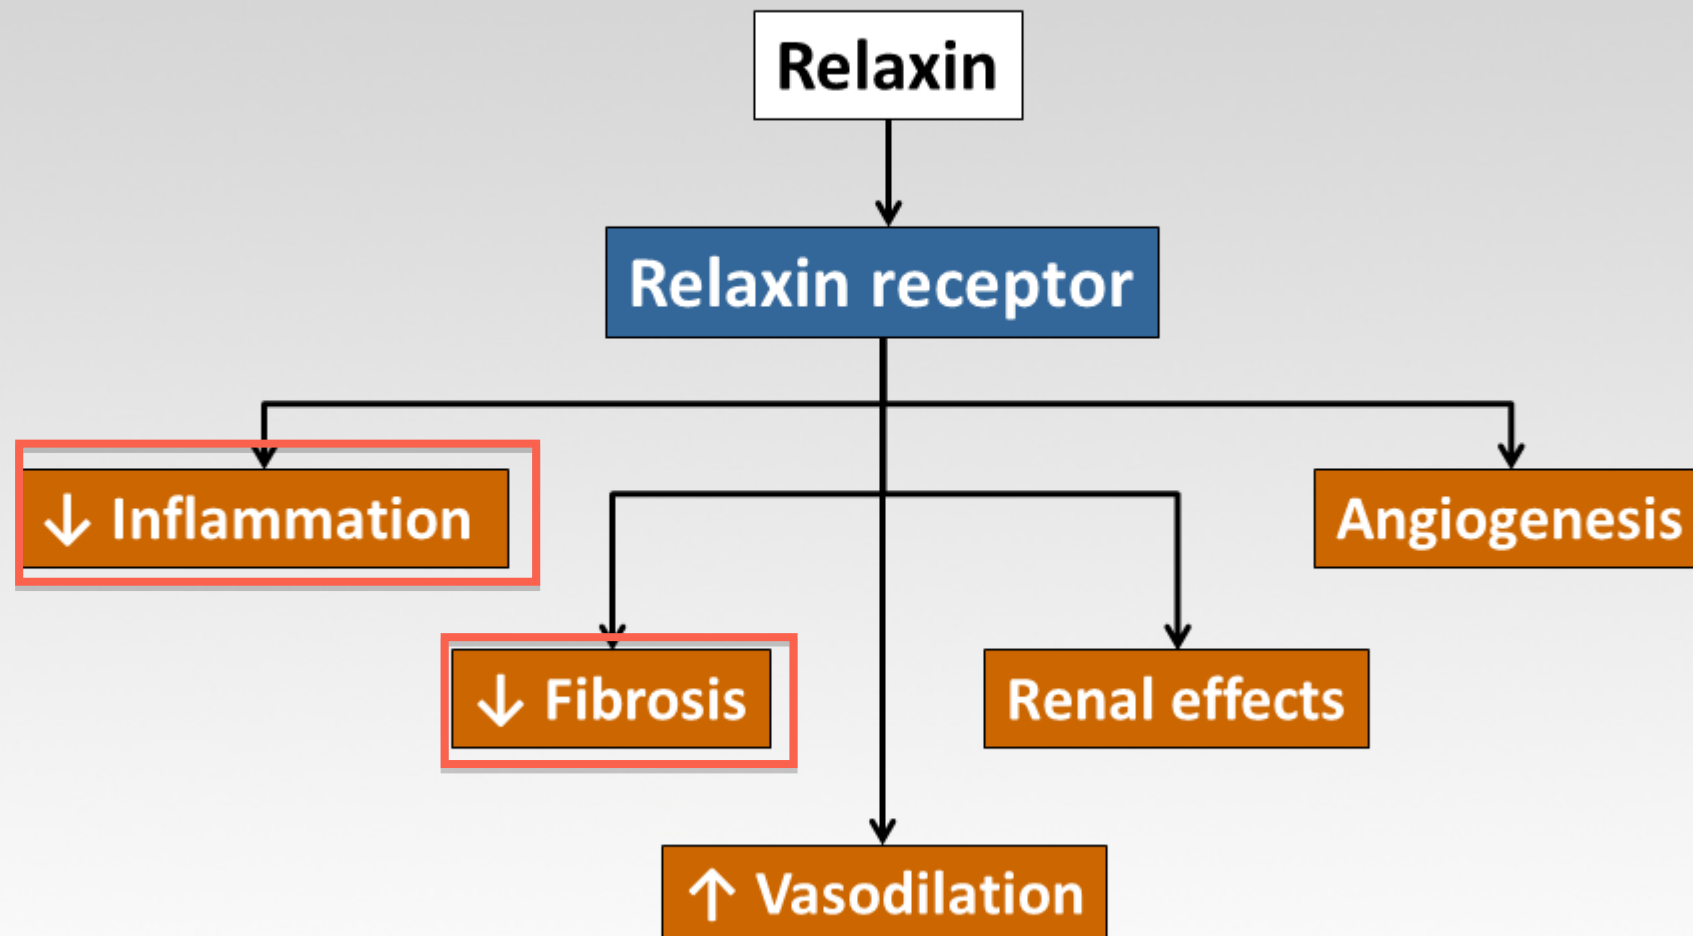 Relaxin
Relaxin receptor
↓ Inflammation
Angiogenesis
↓ Fibrosis
Renal effects
↑ Vasodilation